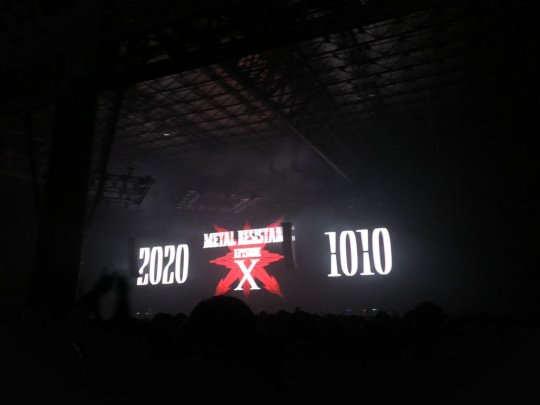 2020
METAL RESISTAN
EPISODE
X
1010